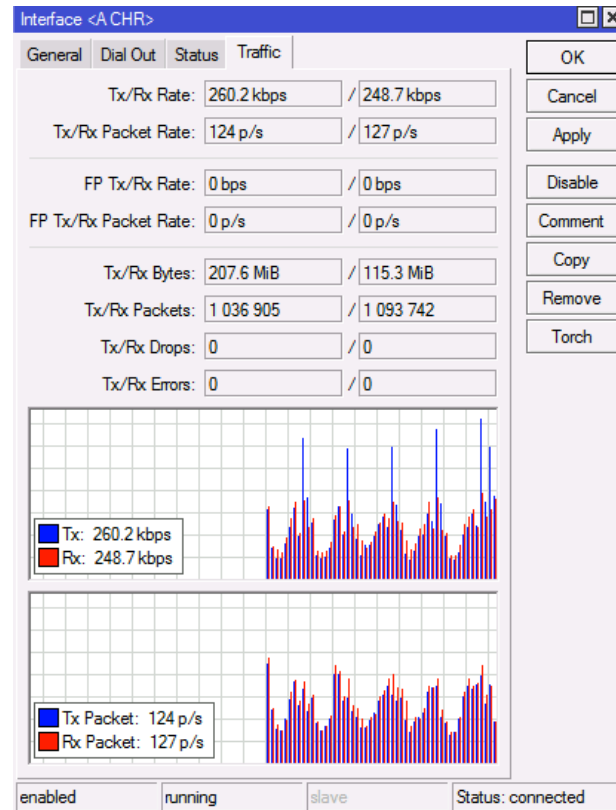 Interface <A CHR>
General Dial Out Status Traffic
OK
Cancel
Apply
Disable
Comment
Copy
Remove
Torch
Tx/Rx Rate: 260.2 kbps / 248.7 kbps
Tx/Rx Packet Rate: 124 p/s / 127 p/s
FP Tx/Rx Rate: 0 bps / 0 bps
FP Tx/Rx Packet Rate: 0 p/s / 0 p/s
Tx/Rx Bytes: 207.6 MiB / 115.3 MiB
Tx/Rx Packets: 1 036 905 / 1 093 742
Tx/Rx Drops: 0 / 0
Tx/Rx Errors: 0 / 0
Tx: 260.2 kbps
Rx: 248.7 kbps
Tx Packet: 124 p/s
Rx Packet: 127 p/s
enabled running slave Status: connected